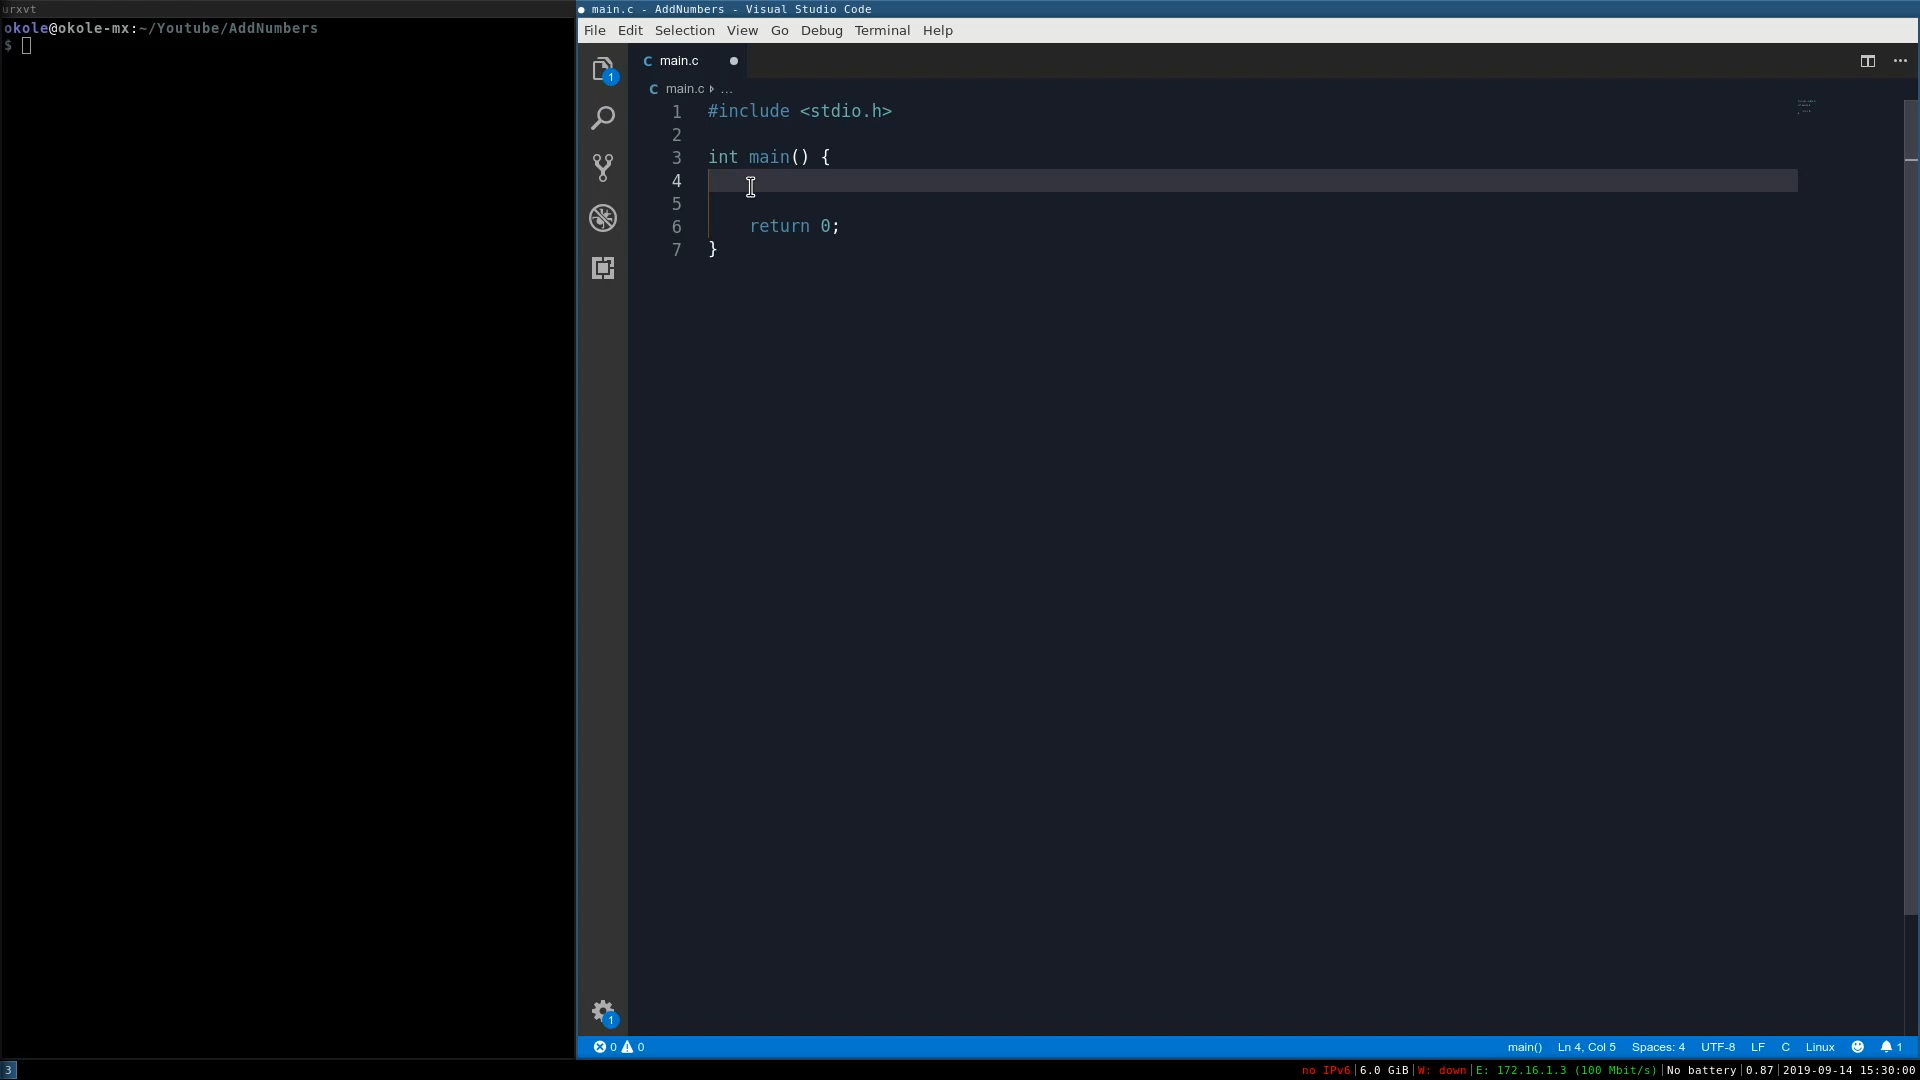 urxvt
okole@okole-mx:~/Youtube/AddNumbers
$
● main.c - AddNumbers - Visual Studio Code
File Edit Selection View Go Debug Terminal Help
1
C main.c ●
C main.c ▸ ...
1 #include <stdio.h>
2
3 int main() {
4
5
6     return 0;
7 }
1
0 0 main() Ln 4, Col 5 Spaces: 4 UTF-8 LF C Linux 1
3 no IPv6|6.0 GiB|W: down|E: 172.16.1.3 (100 Mbit/s)|No battery|0.87|2019-09-14 15:30:00